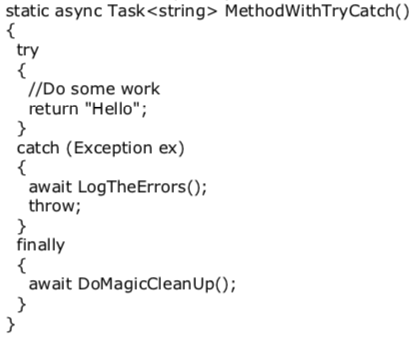 static async Task<string> MethodWithTryCatch()
{
  try
  {
    //Do some work
    return "Hello";
  }
  catch (Exception ex)
  {
    await LogTheErrors();
    throw;
  }
  finally
  {
    await DoMagicCleanUp();
  }
}